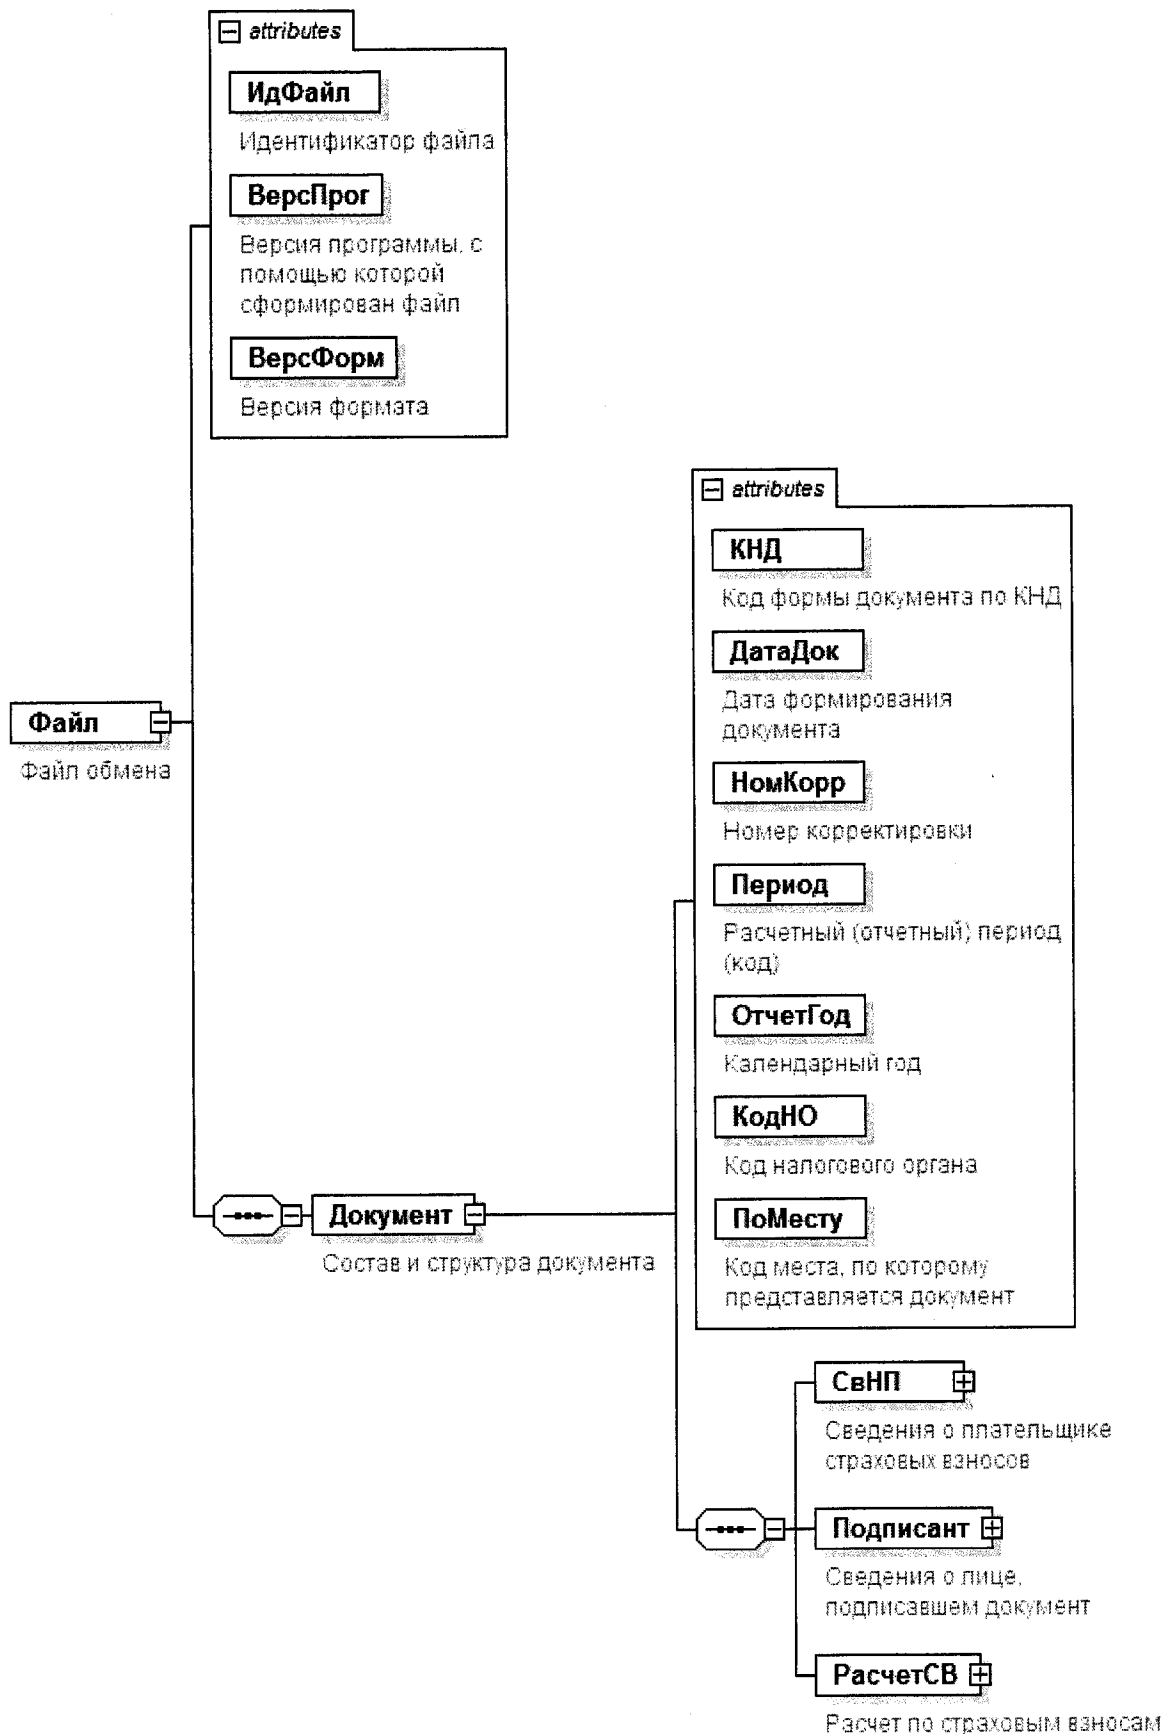 attributes
ИдФайл
Идентификатор файла
ВерсПрог
Версия программы, с
помощью которой
сформирован файл
ВерсФорм
Версия формата
attributes
КНД
Код формы документа по КНД
ДатаДок
Дата формирования
документа
Файл
Файл обмена
НомКорр
Номер корректировки
Период
Расчетный (отчетный) период
(код)
ОтчетГод
Календарный год
КодНО
Код налогового органа
Документ
Состав и структура документа
ПоМесту
Код места, по которому
представляется документ
СвНП
Сведения о плательщике
страховых взносов
Подписант
Сведения о лице,
подписавшем документ
РасчетСВ
Расчет по страховым взносам